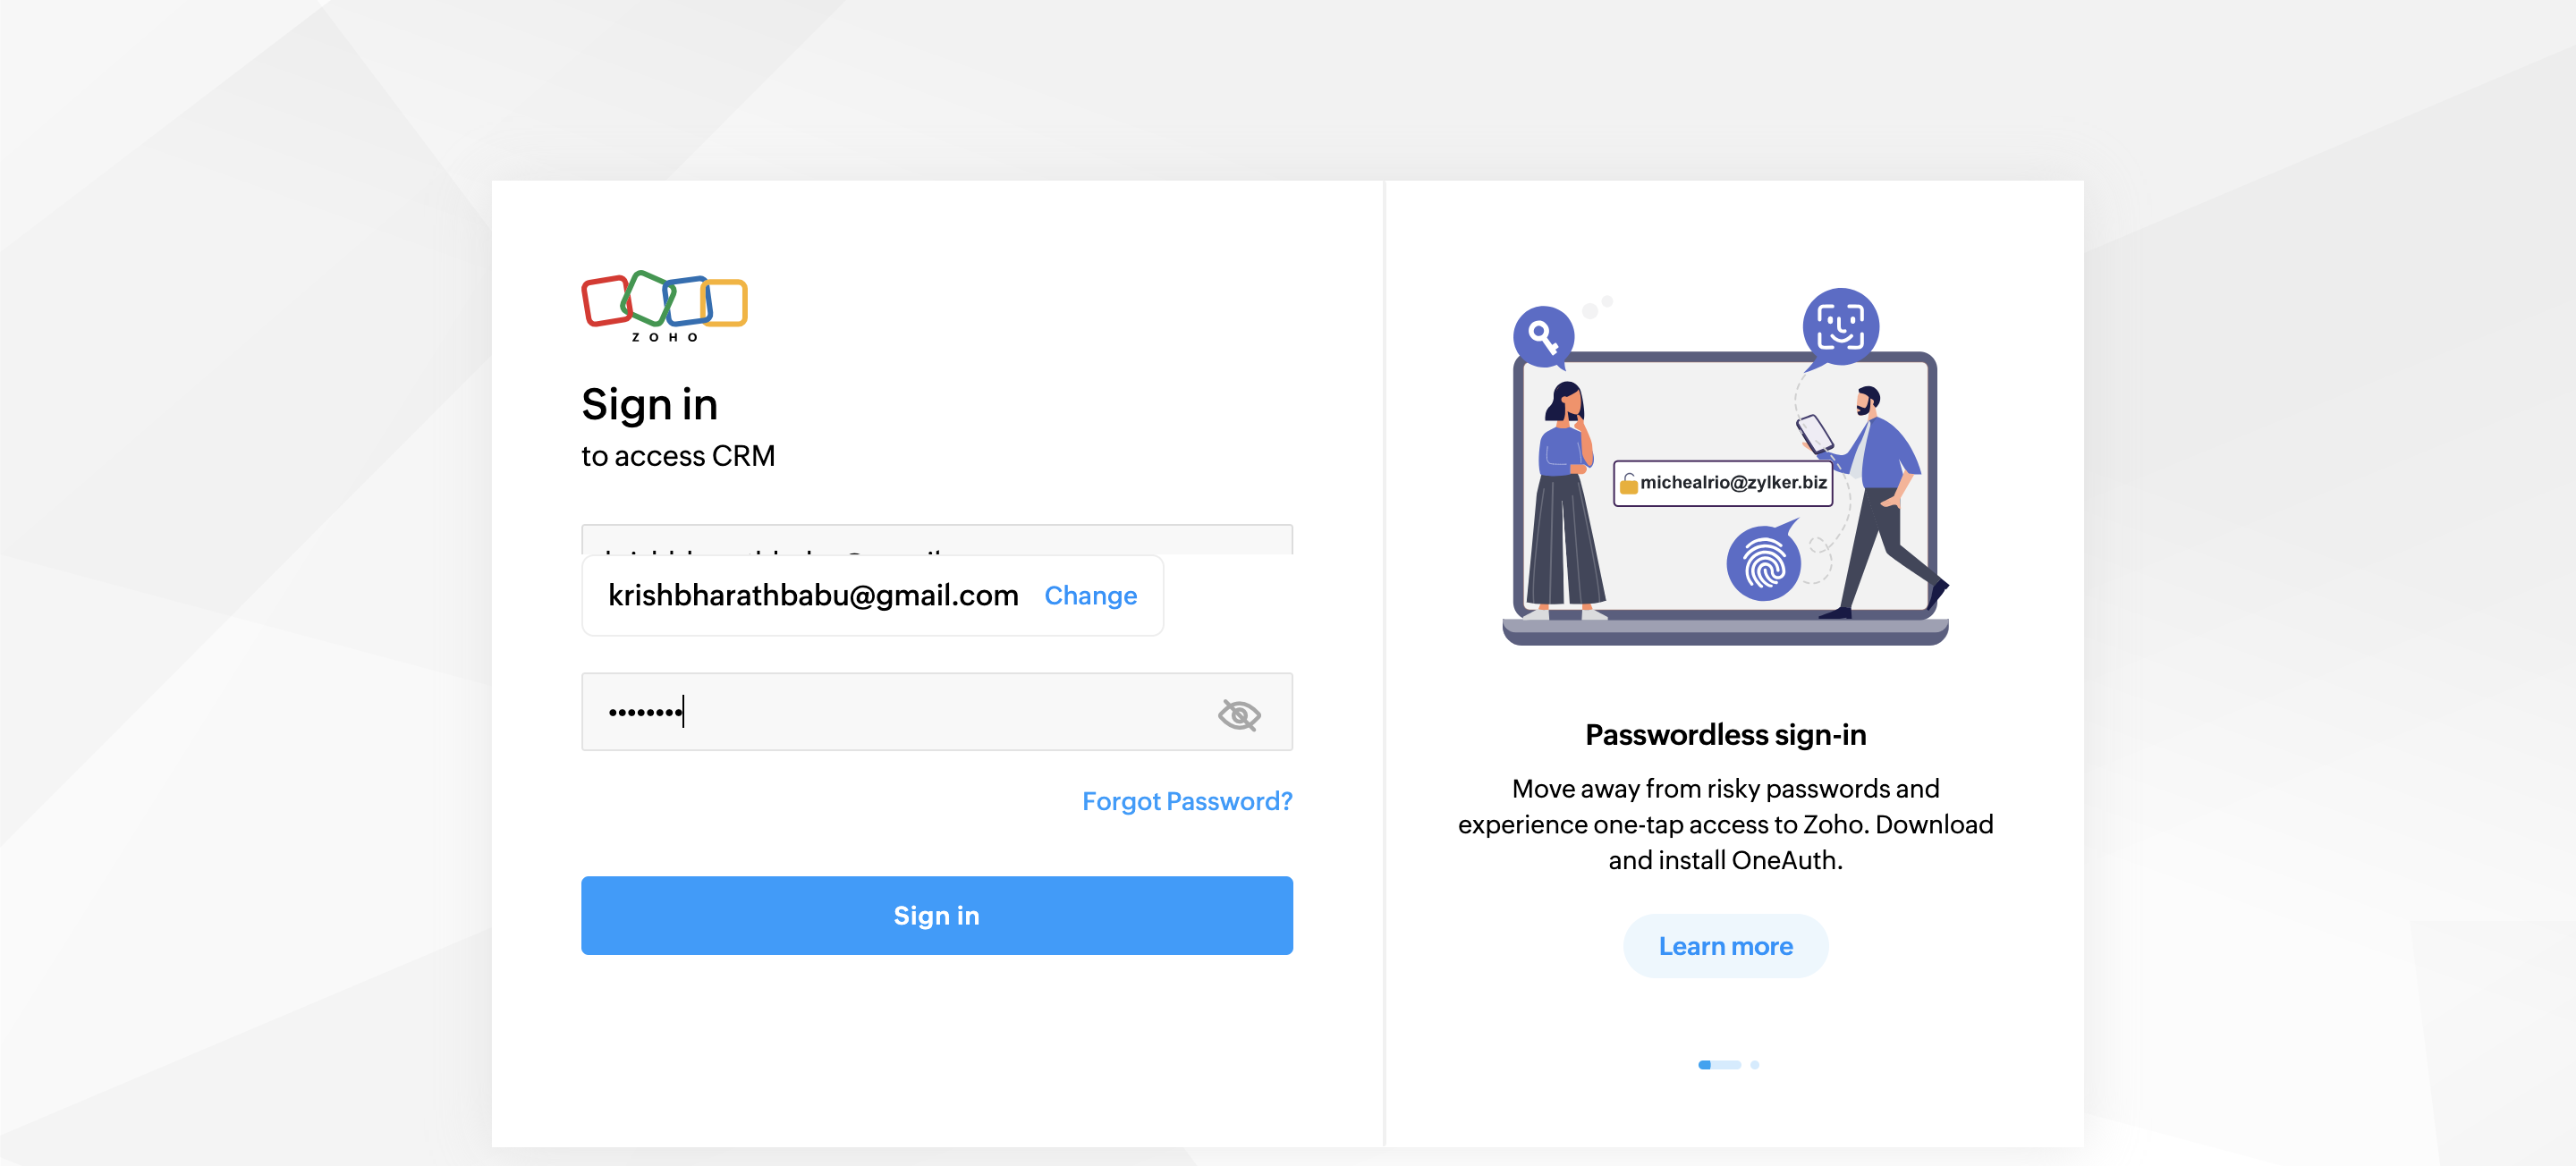 ZOHO
Sign in
to access CRM
krishbharathbabu@gmail.com Change
••••••••
Forgot Password?
Sign in
michealrio@zylker.biz
Passwordless sign-in
Move away from risky passwords and
experience one-tap access to Zoho. Download
and install OneAuth.
Learn more